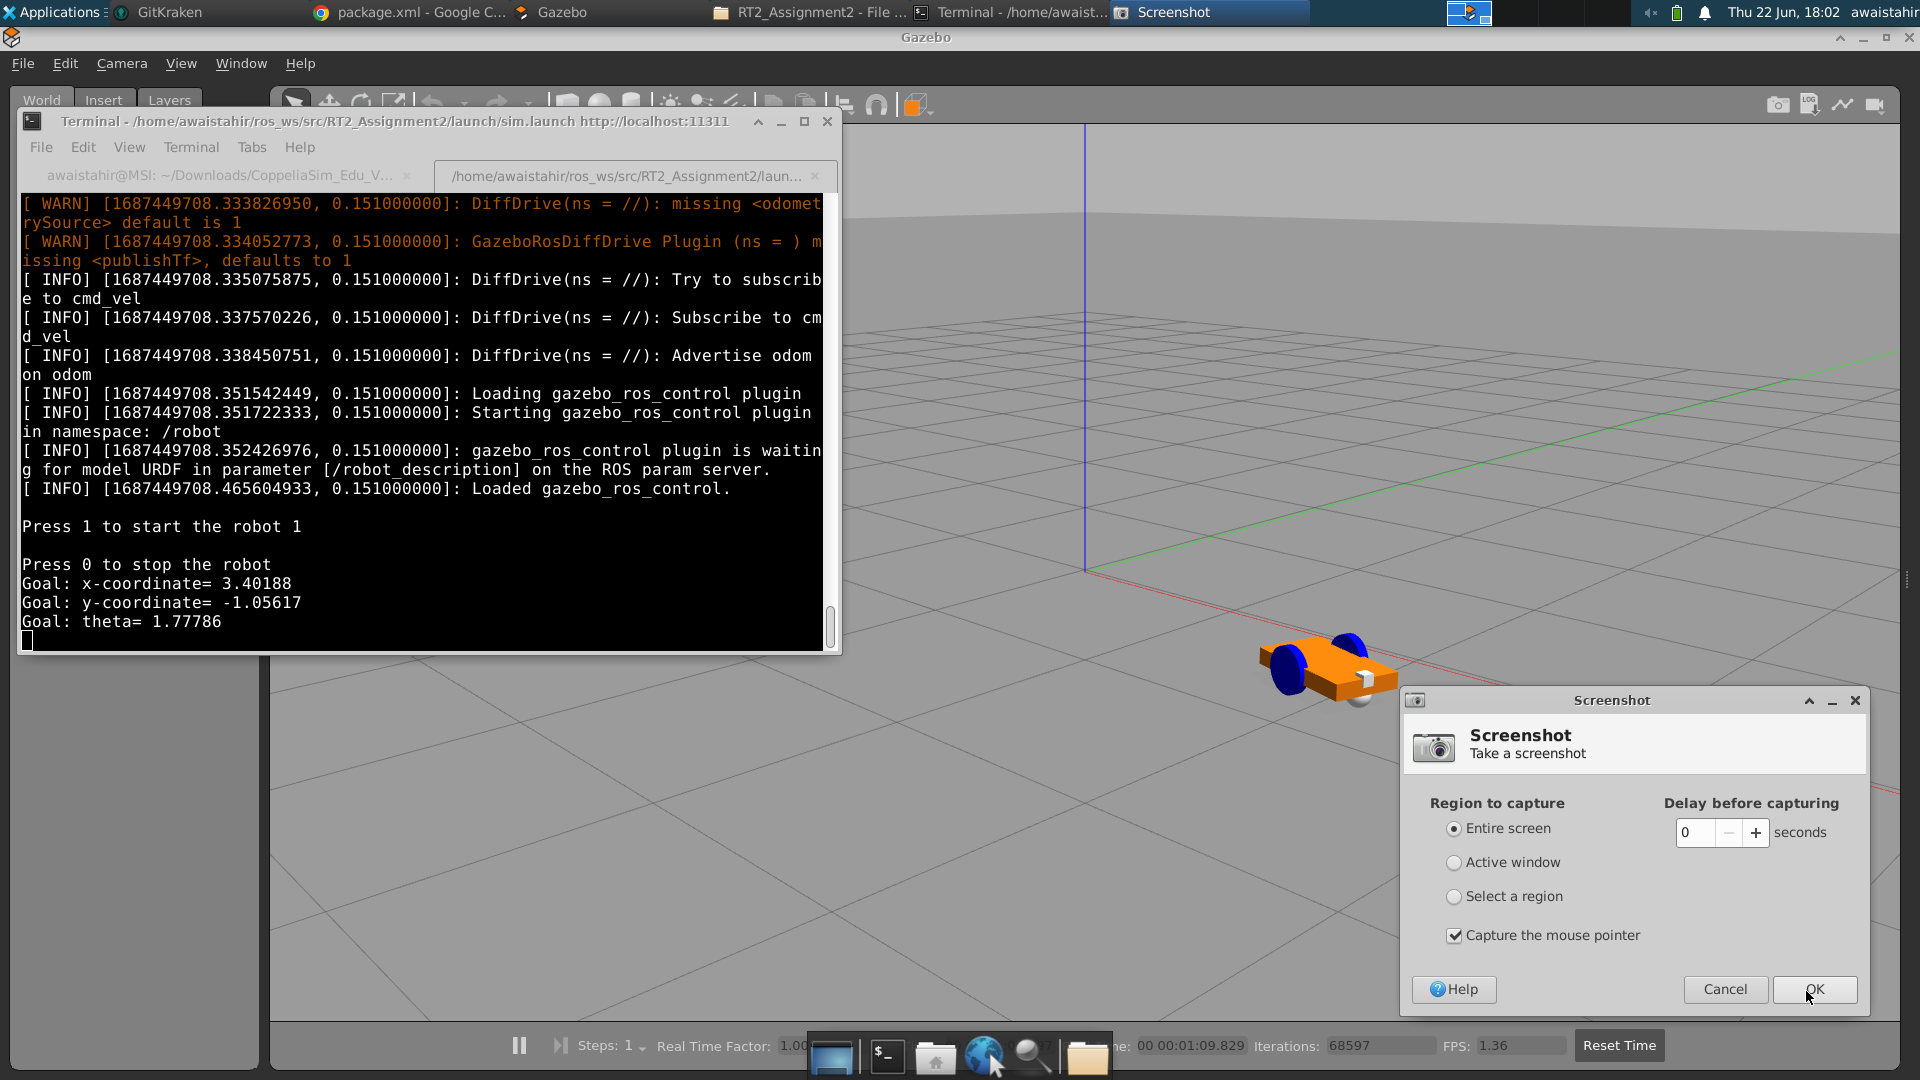 Applications
GitKraken
package.xml - Google C...
Gazebo
RT2_Assignment2 - File ...
Terminal - /home/awaist...
Screenshot
Thu 22 Jun, 18:02
awaistahir
Gazebo
File Edit Camera View Window Help
World Insert Layers
LOG
Terminal - /home/awaistahir/ros_ws/src/RT2_Assignment2/launch/sim.launch http://localhost:11311
File Edit View Terminal Tabs Help
awaistahir@MSI: ~/Downloads/CoppeliaSim_Edu_V...
/home/awaistahir/ros_ws/src/RT2_Assignment2/laun...
[ WARN] [1687449708.333826950, 0.151000000]: DiffDrive(ns = //): missing <odomet
rySource> default is 1
[ WARN] [1687449708.334052773, 0.151000000]: GazeboRosDiffDrive Plugin (ns = ) m
issing <publishTf>, defaults to 1
[ INFO] [1687449708.335075875, 0.151000000]: DiffDrive(ns = //): Try to subscrib
e to cmd_vel
[ INFO] [1687449708.337570226, 0.151000000]: DiffDrive(ns = //): Subscribe to cm
d_vel
[ INFO] [1687449708.338450751, 0.151000000]: DiffDrive(ns = //): Advertise odom
on odom
[ INFO] [1687449708.351542449, 0.151000000]: Loading gazebo_ros_control plugin
[ INFO] [1687449708.351722333, 0.151000000]: Starting gazebo_ros_control plugin
in namespace: /robot
[ INFO] [1687449708.352426976, 0.151000000]: gazebo_ros_control plugin is waitin
g for model URDF in parameter [/robot_description] on the ROS param server.
[ INFO] [1687449708.465604933, 0.151000000]: Loaded gazebo_ros_control.
Press 1 to start the robot 1
Press 0 to stop the robot
Goal: x-coordinate= 3.40188
Goal: y-coordinate= -1.05617
Goal: theta= 1.77786
Screenshot
Screenshot
Take a screenshot
Region to capture
Entire screen
Active window
Select a region
Capture the mouse pointer
Delay before capturing
0 seconds
Help Cancel OK
Steps: 1 Real Time Factor: 1.00 00 00:01:09.829 Iterations: 68597 FPS: 1.36 Reset Time